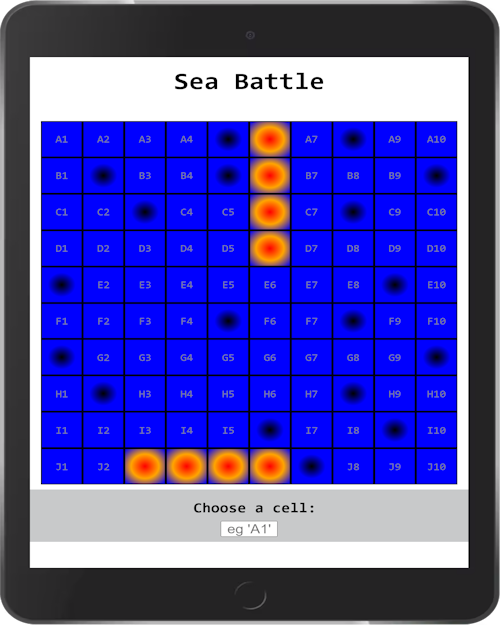 Sea Battle
A1 A2 A3 A4 A7 A9 A10
B1 B3 B4 B7 B8 B9
C1 C2 C4 C5 C7 C9 C10
D1 D2 D3 D4 D5 D7 D8 D9 D10
E2 E3 E4 E5 E6 E7 E8 E10
F1 F2 F3 F4 F6 F7 F9 F10
G2 G3 G4 G5 G6 G7 G8 G9
H1 H3 H4 H5 H6 H7 H9 H10
I1 I2 I3 I4 I5 I7 I8 I10
J1 J2 J8 J9 J10
Choose a cell:
eg 'A1'